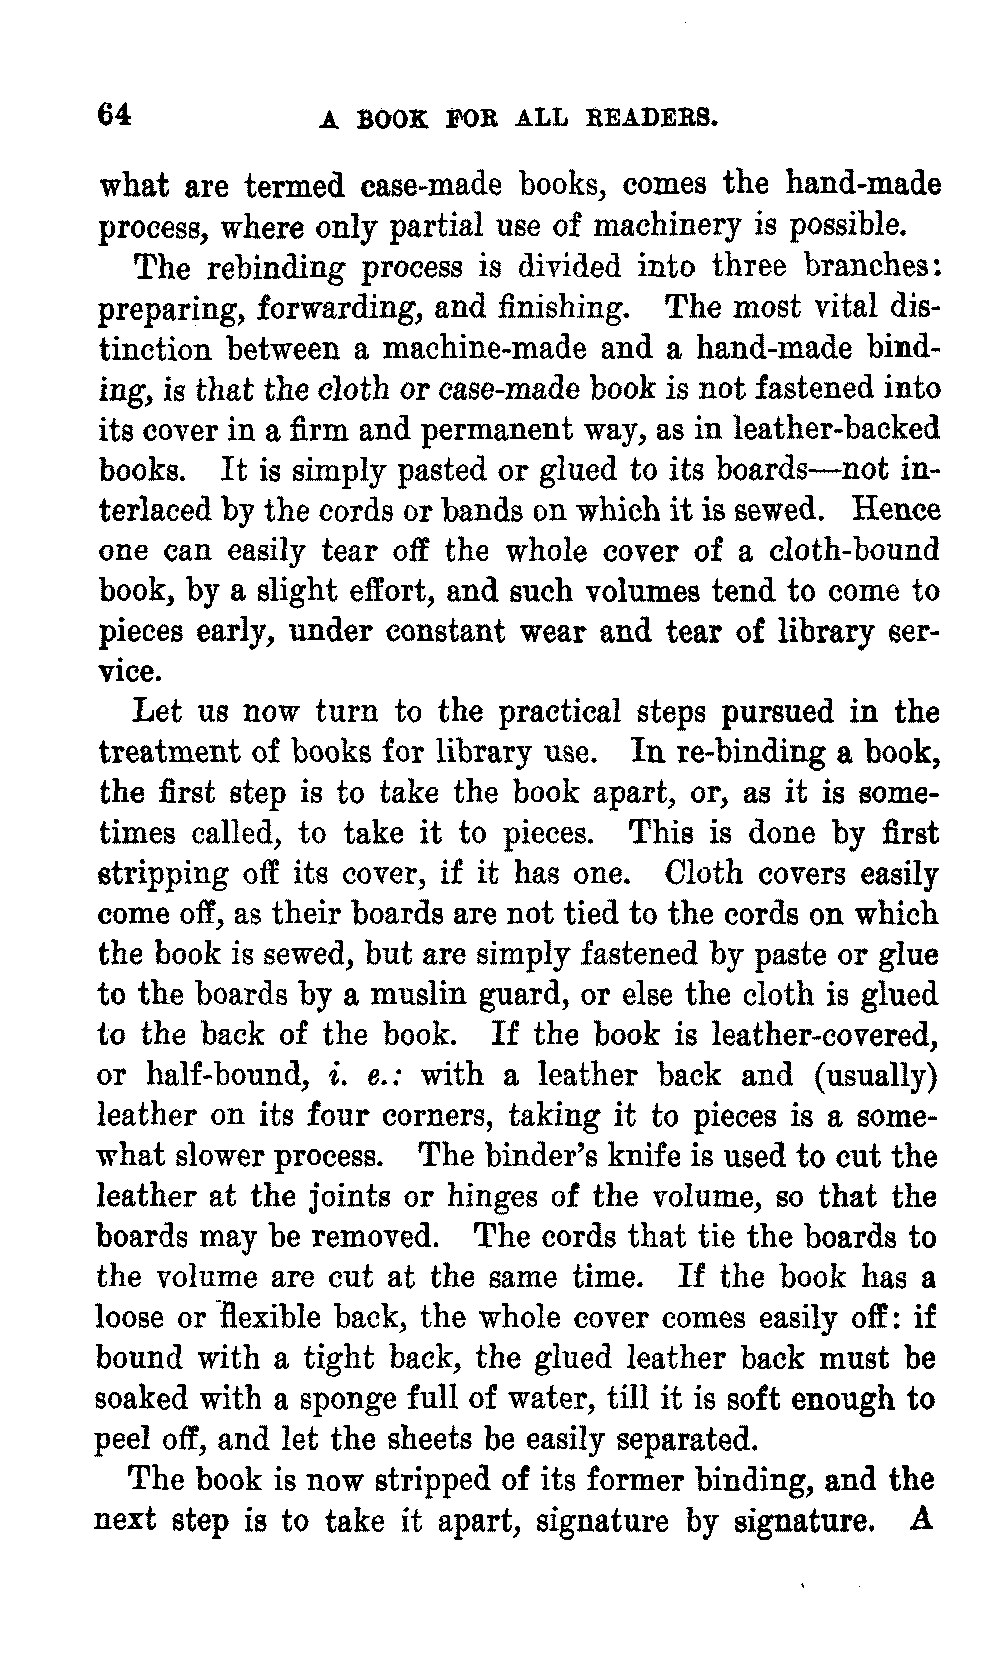 64 A BOOK FOR ALL READERS.
what are termed case-made books, comes the hand-made
process, where only partial use of machinery is possible.
The rebinding process is divided into three branches:
preparing, forwarding, and finishing. The most vital dis-
tinction between a machine-made and a hand-made bind-
ing, is that the cloth or case-made book is not fastened into
its cover in a firm and permanent way, as in leather-backed
books. It is simply pasted or glued to its boards—not in-
terlaced by the cords or bands on which it is sewed. Hence
one can easily tear off the whole cover of a cloth-bound
book, by a slight effort, and such volumes tend to come to
pieces early, under constant wear and tear of library ser-
vice.
Let us now turn to the practical steps pursued in the
treatment of books for library use. In re-binding a book,
the first step is to take the book apart, or, as it is some-
times called, to take it to pieces. This is done by first
stripping off its cover, if it has one. Cloth covers easily
come off, as their boards are not tied to the cords on which
the book is sewed, but are simply fastened by paste or glue
to the boards by a muslin guard, or else the cloth is glued
to the back of the book. If the book is leather-covered,
or half-bound, i. e.: with a leather back and (usually)
leather on its four corners, taking it to pieces is a some-
what slower process. The binder's knife is used to cut the
leather at the joints or hinges of the volume, so that the
boards may be removed. The cords that tie the boards to
the volume are cut at the same time. If the book has a
loose or flexible back, the whole cover comes easily off: if
bound with a tight back, the glued leather back must be
soaked with a sponge full of water, till it is soft enough to
peel off, and let the sheets be easily separated.
The book is now stripped of its former binding, and the
next step is to take it apart, signature by signature. A